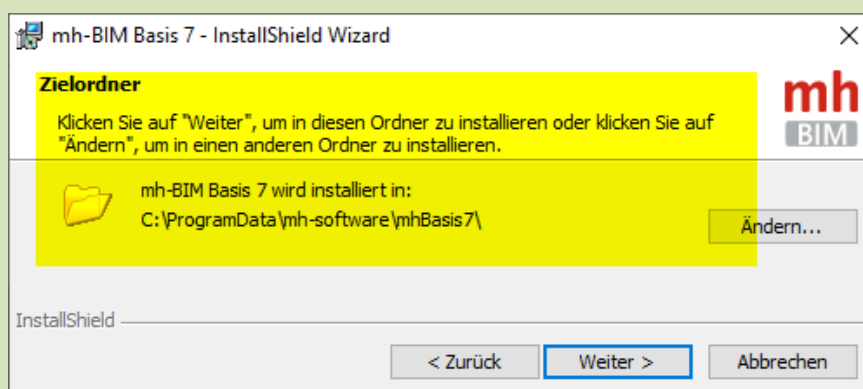 mh-BIM Basis 7 - InstallShield Wizard
Zielordner
mh
BIM
Klicken Sie auf "Weiter", um in diesen Ordner zu installieren oder klicken Sie auf
"Ändern", um in einen anderen Ordner zu installieren.
mh-BIM Basis 7 wird installiert in:
C:\ProgramData\mh-software\mhBasis7\
Ändern...
InstallShield
< Zurück Weiter > Abbrechen